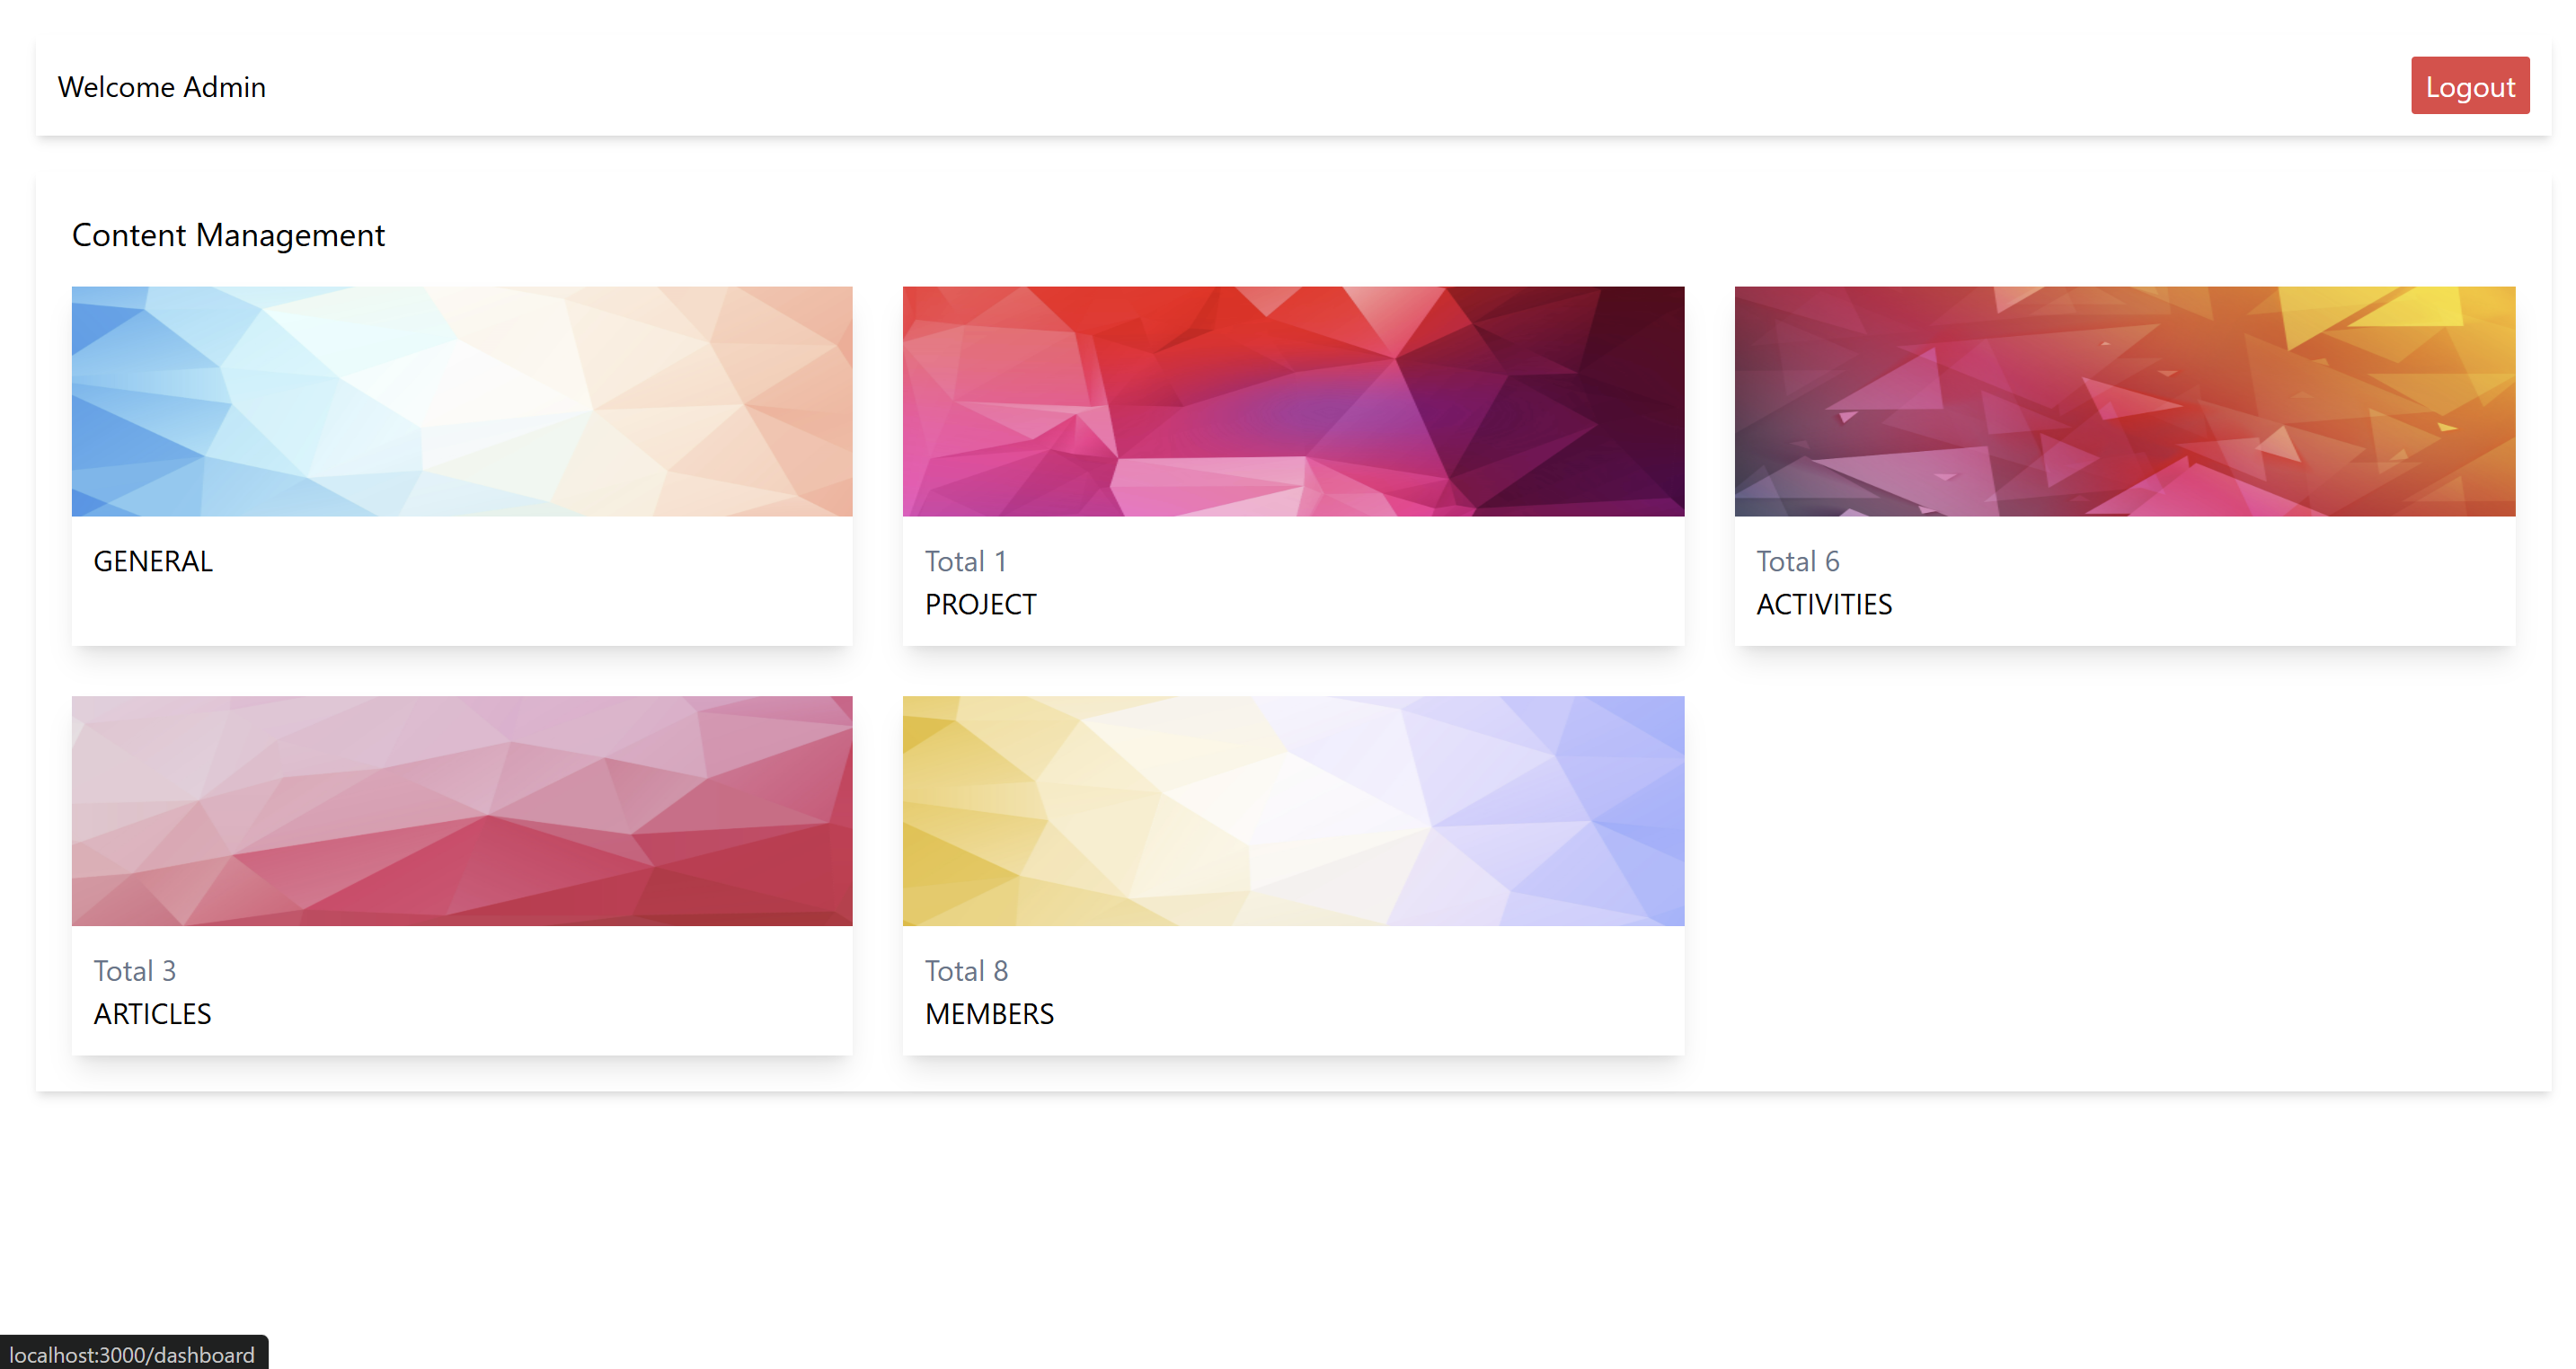 Welcome Admin
Logout
Content Management
GENERAL
Total 1
PROJECT
Total 6
ACTIVITIES
Total 3
ARTICLES
Total 8
MEMBERS
localhost:3000/dashboard